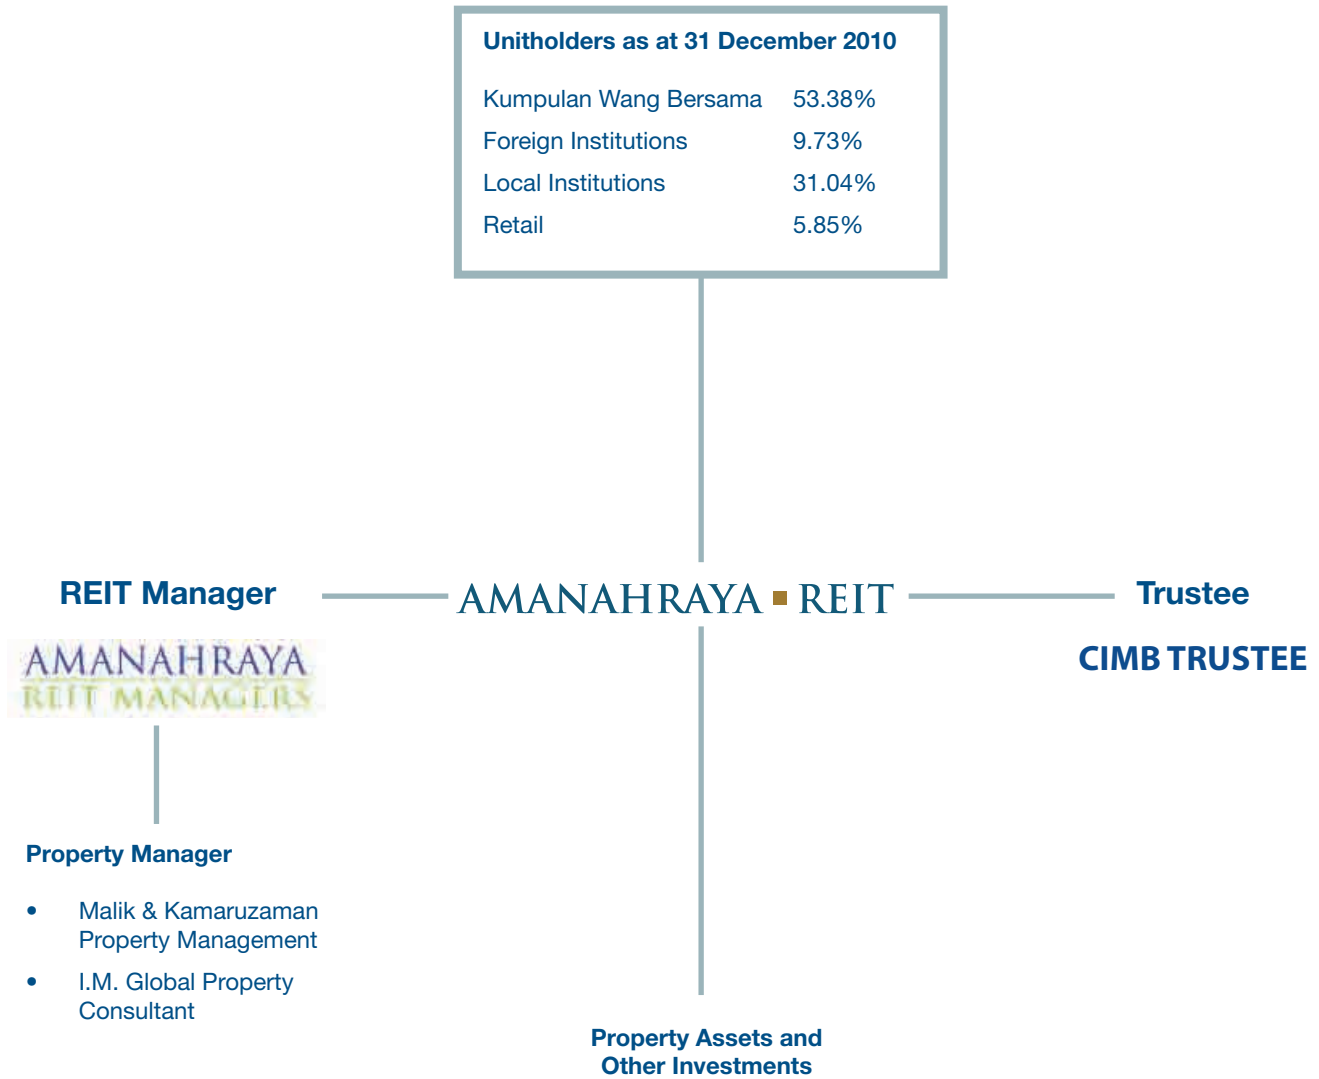 Unitholders as at 31 December 2010
Kumpulan Wang Bersama 53.38%
Foreign Institutions 9.73%
Local Institutions 31.04%
Retail 5.85%
REIT Manager
AMANAHRAYA ▪ REIT
Trustee
AMANAHRAYA
REIT MANAGERS
CIMB TRUSTEE
Property Manager
• Malik & Kamaruzaman
Property Management
• I.M. Global Property
Consultant
Property Assets and
Other Investments